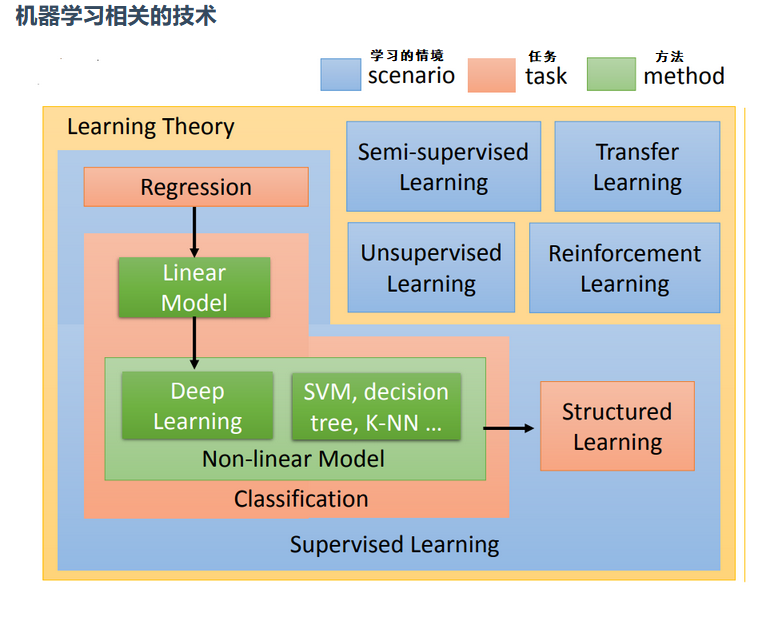 机器学习相关的技术
学习的情境
任务
方法
scenario
task
method
Learning Theory
Semi-supervised
Learning
Transfer
Learning
Regression
Unsupervised
Learning
Reinforcement
Learning
Linear
Model
Deep
Learning
SVM, decision
tree, K-NN ...
Structured
Learning
Non-linear Model
Classification
Supervised Learning